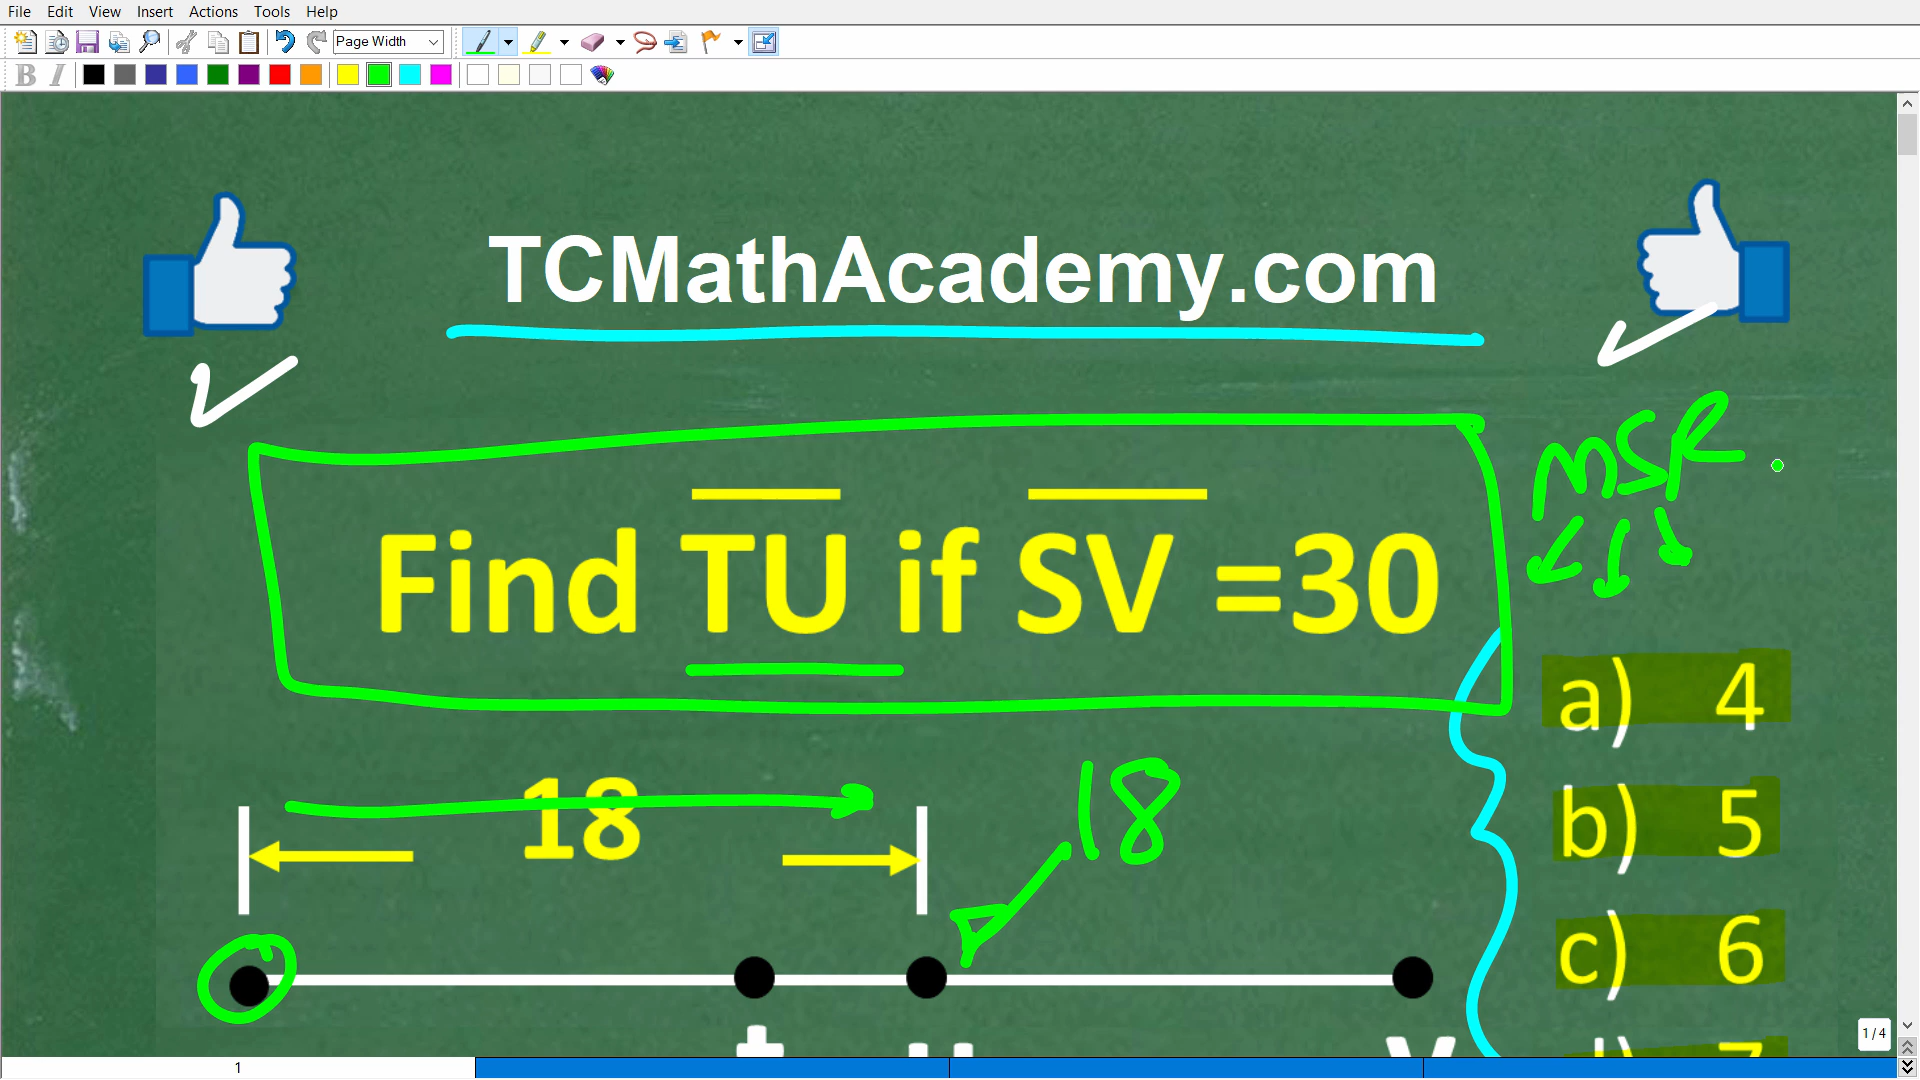 File Edit View Insert Actions Tools Help
Page Width
B I
TCMathAcademy.com
MSR
Find TU if SV =30
a) 4
18
18
b) 5
c) 6
t u v
1 / 4
1